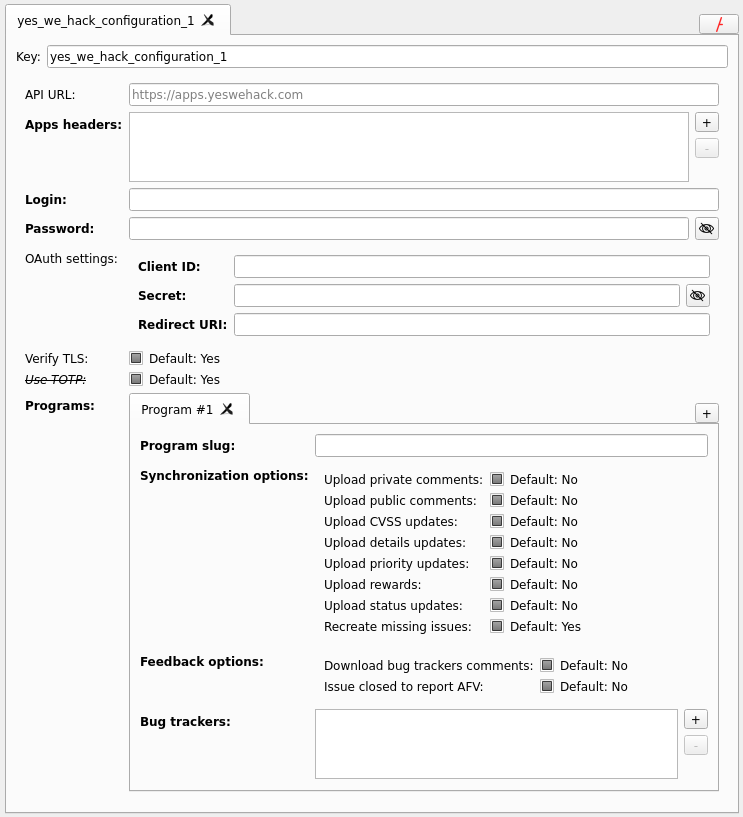 yes_we_hack_configuration_1
Key: yes_we_hack_configuration_1
API URL: https://apps.yeswehack.com
Apps headers: +
-
Login:
Password:
OAuth settings:
Client ID:
Secret:
Redirect URI:
Verify TLS: Default: Yes
Use TOTP: Default: Yes
Programs: Program #1 +
Program slug:
Synchronization options:
Upload private comments: Default: No
Upload public comments: Default: No
Upload CVSS updates: Default: No
Upload details updates: Default: No
Upload priority updates: Default: No
Upload rewards: Default: No
Upload status updates: Default: No
Recreate missing issues: Default: Yes
Feedback options:
Download bug trackers comments: Default: No
Issue closed to report AFV: Default: No
Bug trackers: +
-